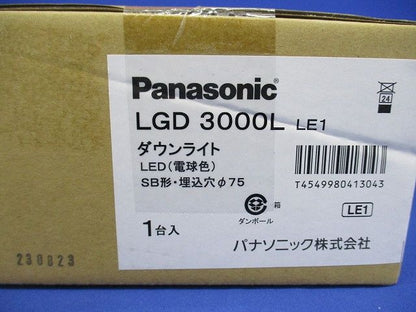 Panasonic
LGD 3000L LE1
ダウンライト
LED(電球色)
SB形・埋込穴φ75
T4549980413043
LE1
箱
ダンボール
1台入
パナソニック株式会社
24
230823